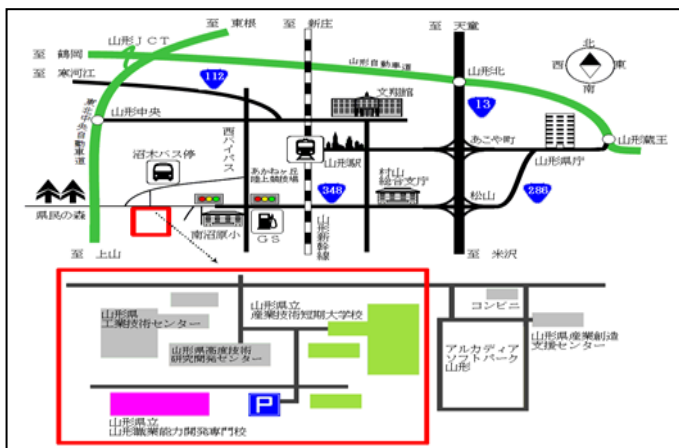 至 東根
至 新庄
至 天童
山形JCT
至 鶴岡
山形自動車道
山形北
北
西 東
南
至 寒河江
112
文翔館
13
山形中央
東北中央自動車道
沼木バス停
西バイパス
あかねヶ丘
陸上競技場
山形駅
あこや町
山形蔵王
山形県庁
348
村山
総合支庁
286
県民の森
南沼原小
GS
山形新幹線
松山
至 上山
至 米沢
山形県
工業技術センター
山形県立
産業技術短期大学校
コンビニ
山形県高度技術
研究開発センター
アルカディア
ソフトパーク
山形
山形県産業創造
支援センター
P
山形県立
山形職業能力開発専門校